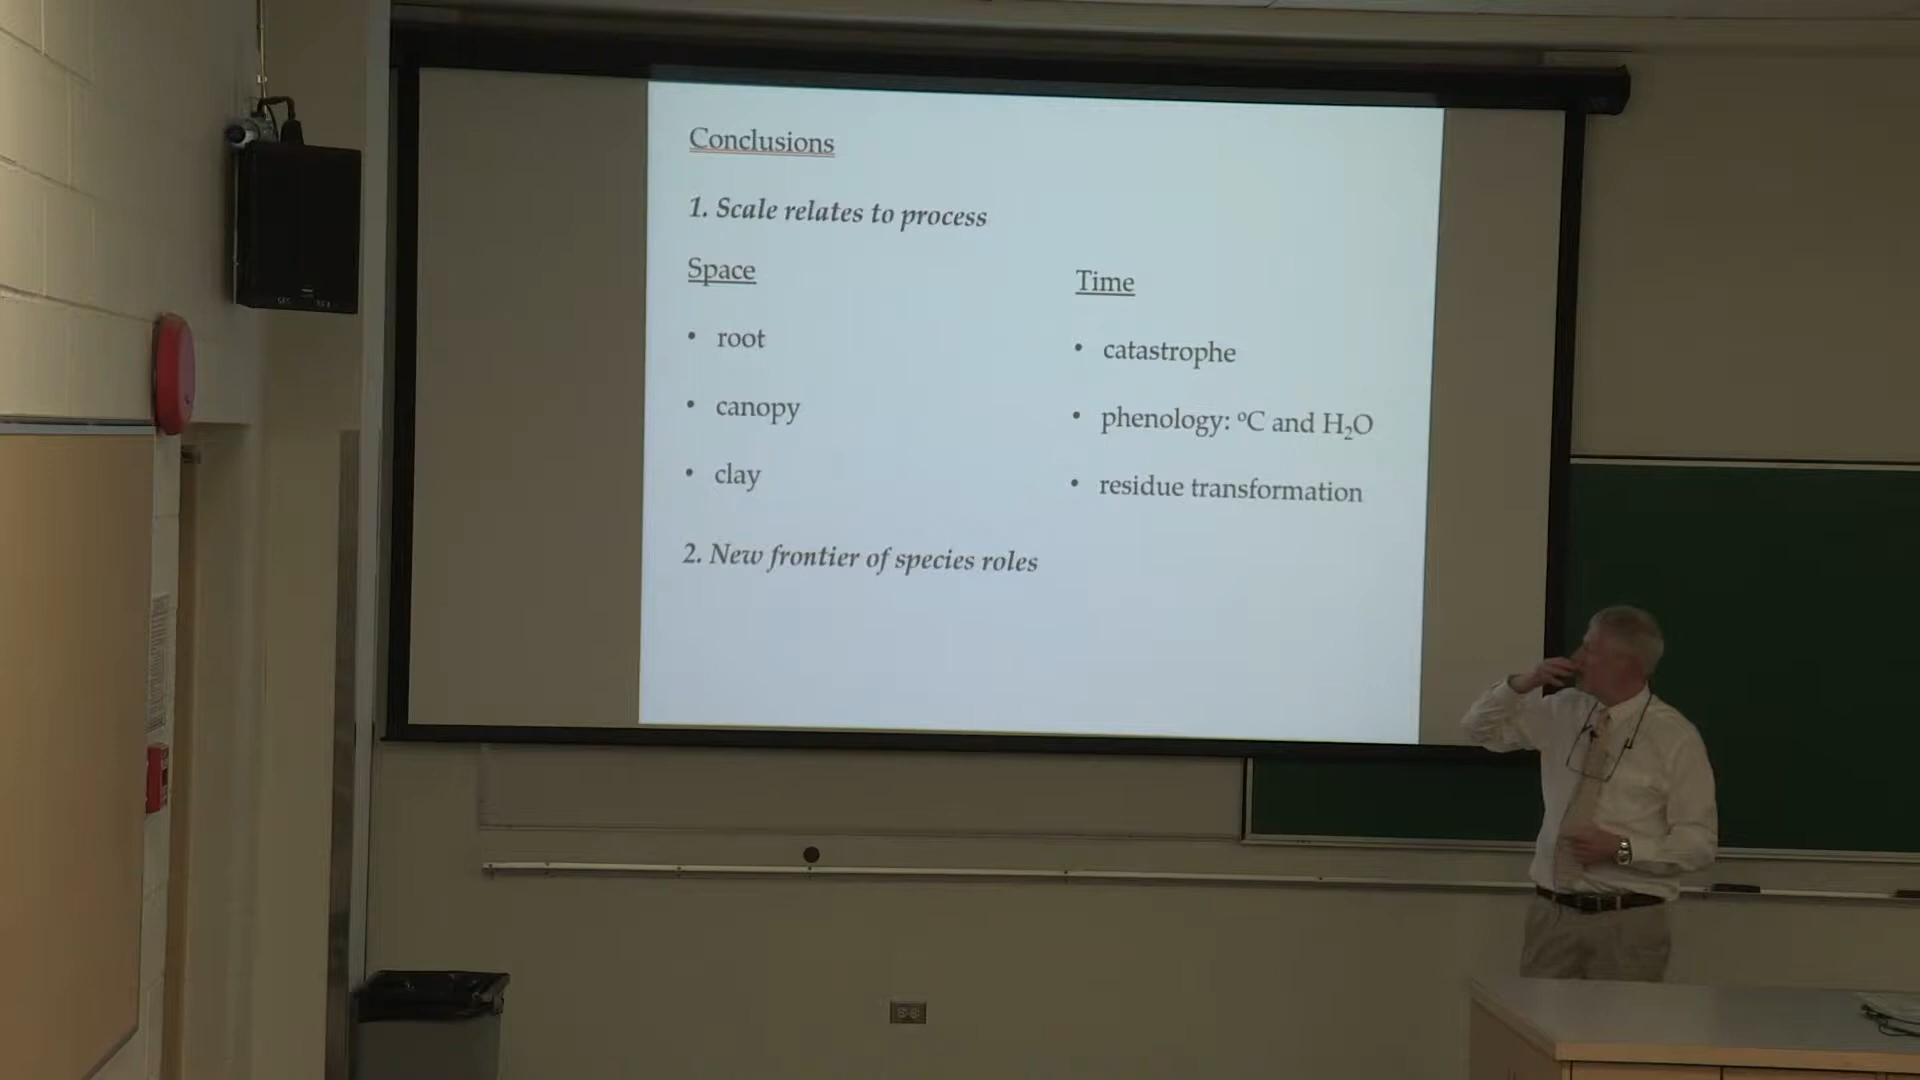 Conclusions
1. Scale relates to process
Space
• root
• canopy
• clay
Time
• catastrophe
• phenology: ºC and H₂O
• residue transformation
2. New frontier of species roles